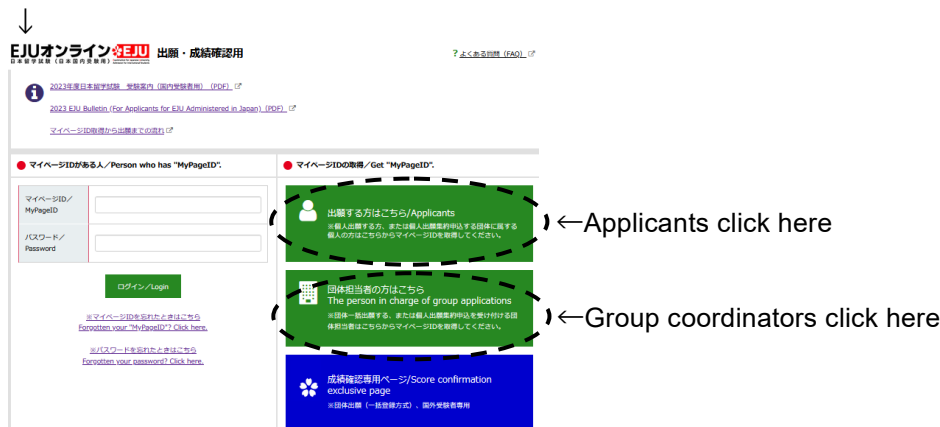 ↓
EJUオンライン EJU 出願・成績確認用
日本留学試験(日本国内受験用)
?よくある質問(FAQ)
2023年度日本留学試験 受験案内(国内受験者用)(PDF)
2023 EJU Bulletin (For Applicants for EJU Administered in Japan) (PDF)
マイページID取得から出願までの流れ
マイページIDがある人／Person who has "MyPageID".
マイページID／
MyPageID
パスワード／
Password
ログイン／Login
※マイページIDを忘れたときはこちら
Forgotten your "MyPageID"? Click here.
※パスワードを忘れたときはこちら
Forgotten your password? Click here.
マイページIDの取得／Get "MyPageID".
出願する方はこちら/Applicants
※個人出願する方、または個人出願集約申込する団体に属する
個人の方はこちらからマイページIDを取得してください。
←Applicants click here
団体担当者の方はこちら
The person in charge of group applications
※団体一括出願する、または個人出願集約申込を受け付ける団
体担当者はこちらからマイページIDを取得してください。
←Group coordinators click here
成績確認専用ページ/Score confirmation
exclusive page
※団体出願（一括登録方式）、国外受験者専用